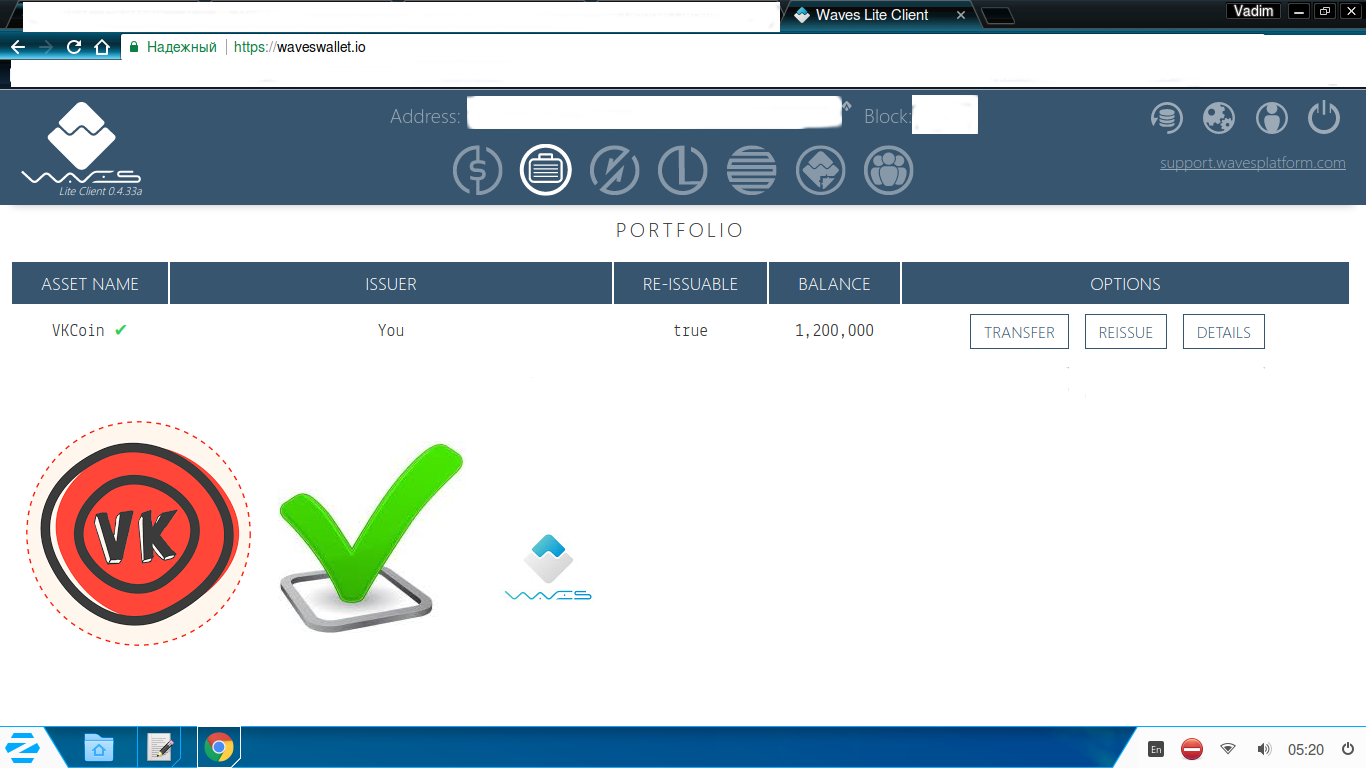 Waves Lite Client
Vadim
Надежный https://waveswallet.io
Address:
Block:
WAVES
Lite Client 0.4.33a
support.wavesplatform.com
PORTFOLIO
ASSET NAME ISSUER RE-ISSUABLE BALANCE OPTIONS
VKCoin ✔ You true 1,200,000 TRANSFER REISSUE DETAILS
VK
WAVES
En 05:20